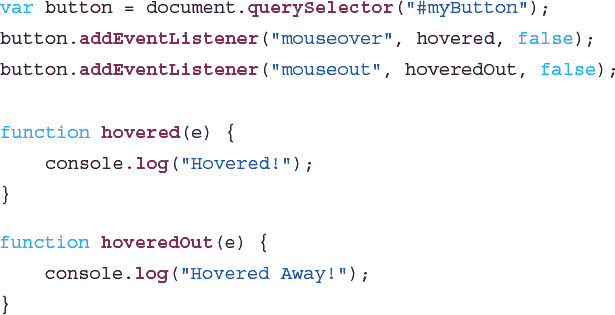 var button = document.querySelector("#myButton");
button.addEventListener("mouseover", hovered, false);
button.addEventListener("mouseout", hoveredOut, false);
function hovered(e) {
    console.log("Hovered!");
}
function hoveredOut(e) {
    console.log("Hovered Away!");
}